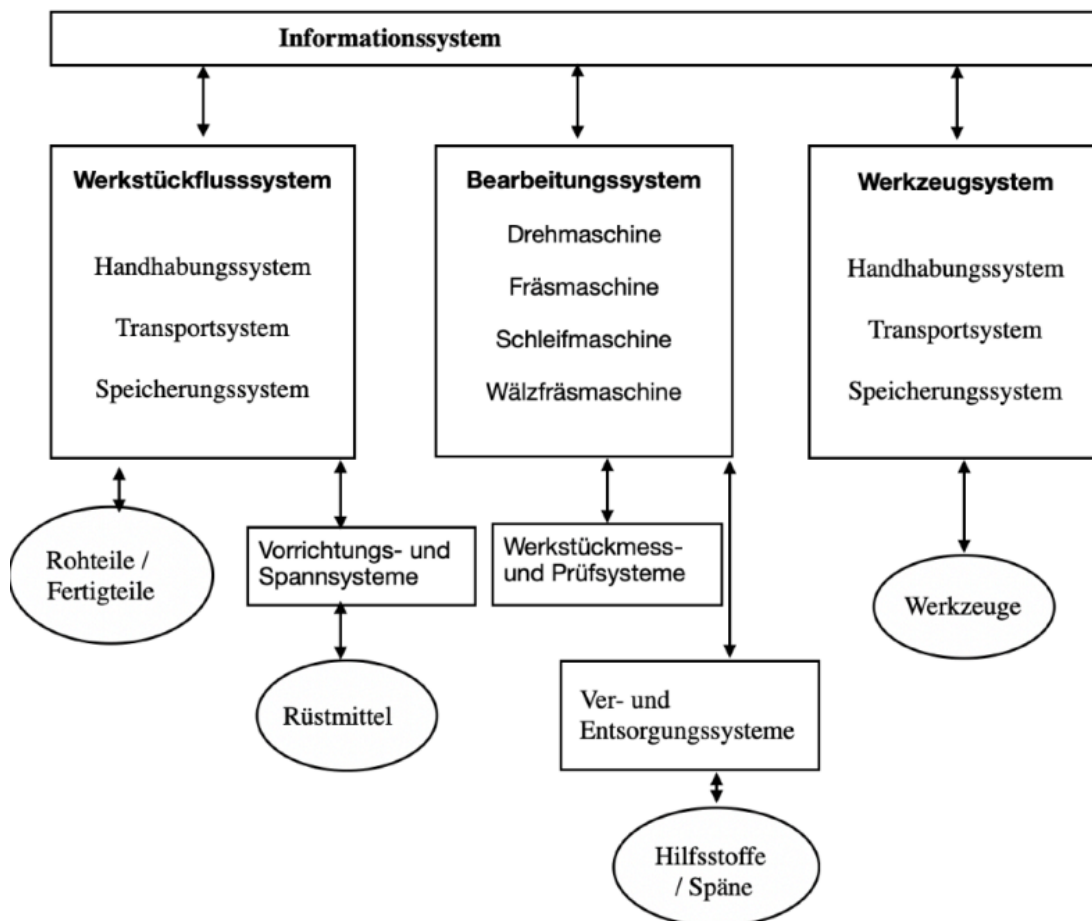 Informationssystem
Werkstückflusssystem
Handhabungssystem
Transportsystem
Speicherungssystem
Bearbeitungssystem
Drehmaschine
Fräsmaschine
Schleifmaschine
Wälzfräsmaschine
Werkzeugsystem
Handhabungssystem
Transportsystem
Speicherungssystem
Rohteile /
Fertigteile
Vorrichtungs- und
Spannsysteme
Werkstückmess-
und Prüfsysteme
Werkzeuge
Rüstmittel
Ver- und
Entsorgungssysteme
Hilfsstoffe
/ Späne